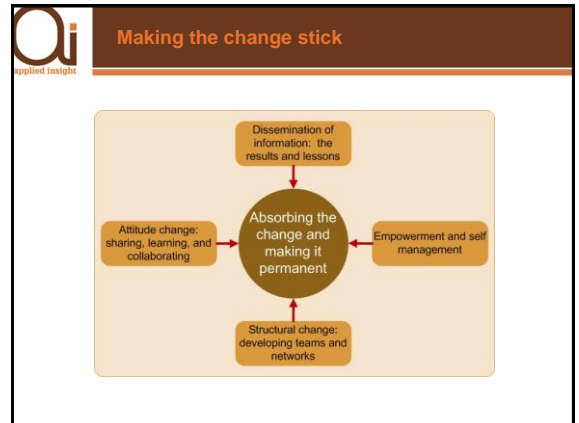 Making the change stick
applied insight
Dissemination of
information: the
results and lessons
Attitude change:
sharing, learning, and
collaborating
Absorbing the
change and
making it
permanent
Empowerment and self
management
Structural change:
developing teams and
networks